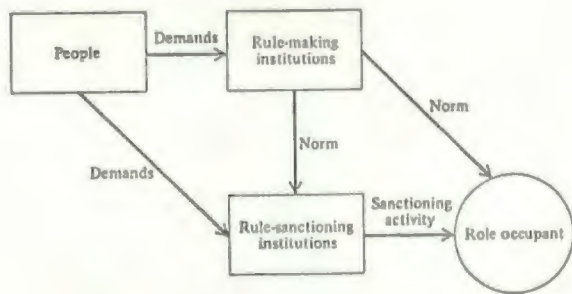 People
Demands
Rule-making
institutions
Norm
Norm
Demands
Rule-sanctioning
institutions
Sanctioning
activity
Role occupant